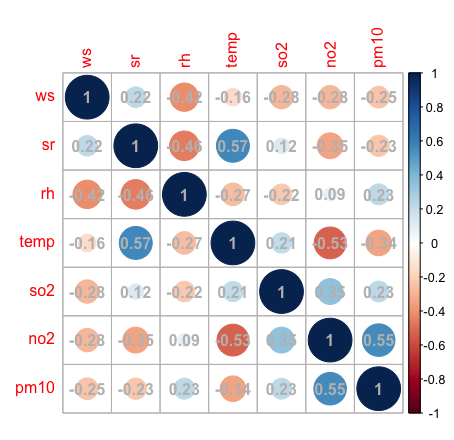 ws sr rh temp so2 no2 pm10
ws 1 0.22 -0.42 -0.16 -0.28 -0.28 -0.25 1
0.8
sr 0.22 1 -0.46 0.57 0.12 -0.35 -0.23
0.6
rh -0.42 -0.46 1 -0.27 -0.22 0.09 0.23
0.4
0.2
temp -0.16 0.57 -0.27 1 0.21 -0.53 -0.34 0
-0.2
so2 -0.28 0.12 -0.22 0.21 1 0.35 0.23
-0.4
no2 -0.28 -0.35 0.09 -0.53 0.35 1 0.55
-0.6
-0.8
pm10 -0.25 -0.23 0.23 -0.34 0.23 0.55 1
-1